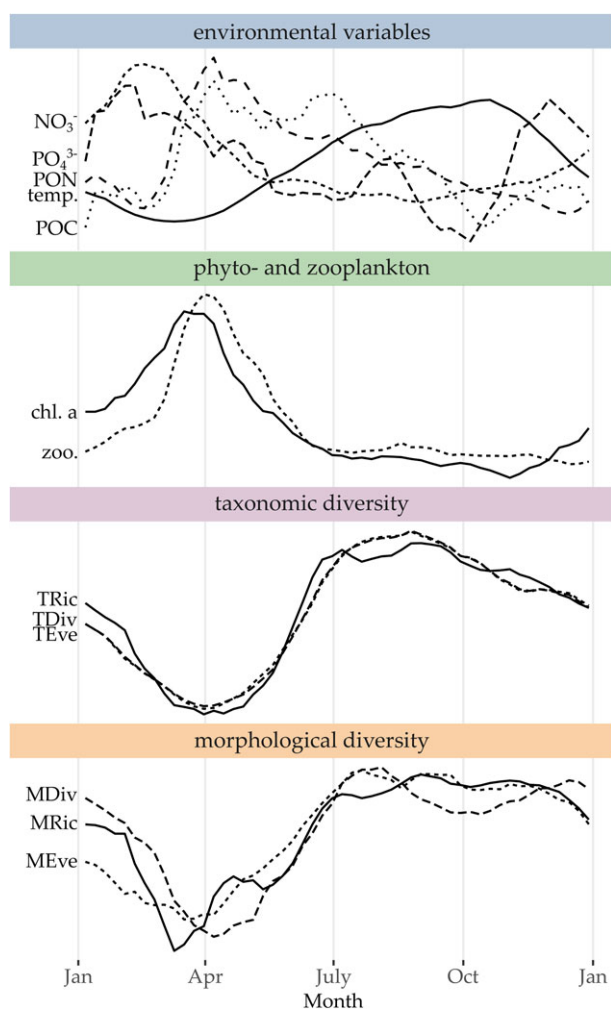 environmental variables
NO₃⁻
PO₄³⁻
PON
temp.
POC
phyto- and zooplankton
chl. a
zoo.
taxonomic diversity
TRic
TDiv
TEve
morphological diversity
MDiv
MRic
MEve
Jan Apr July Oct Jan
Month